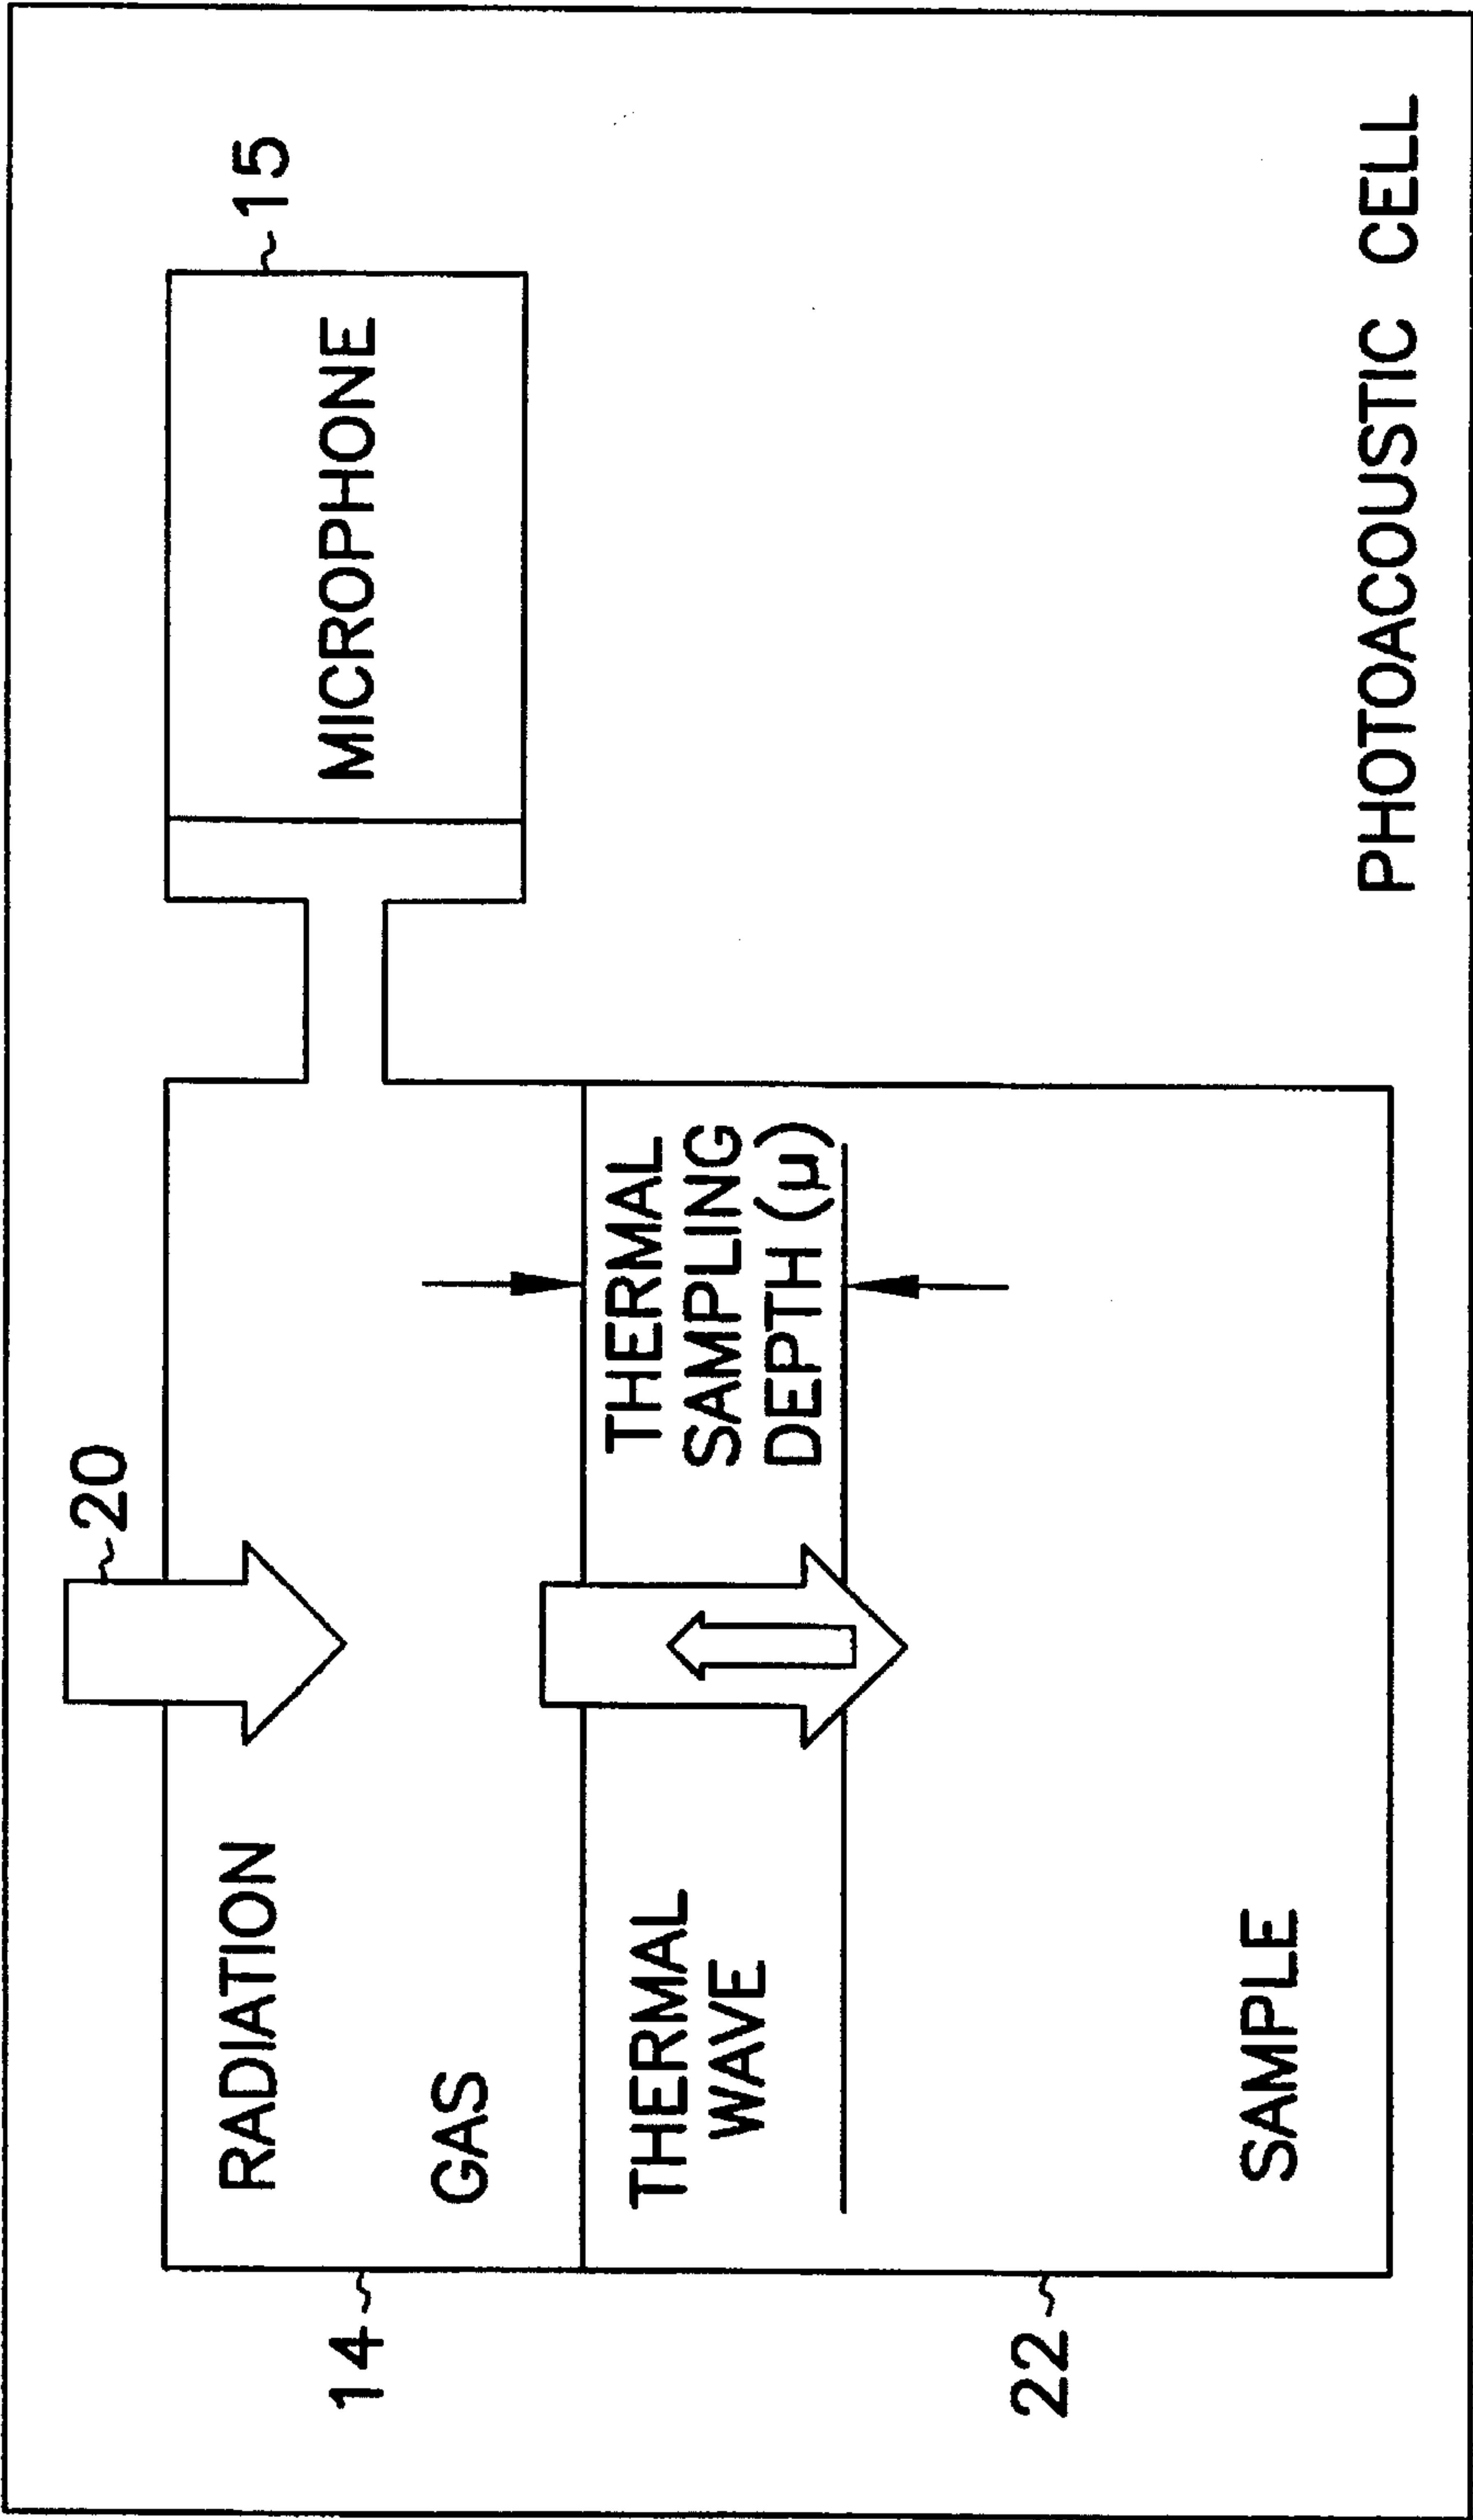 20
RADIATION
MICROPHONE
15
14
GAS
THERMAL
WAVE
THERMAL
SAMPLING
DEPTH (μ)
22
SAMPLE
PHOTOACOUSTIC CELL